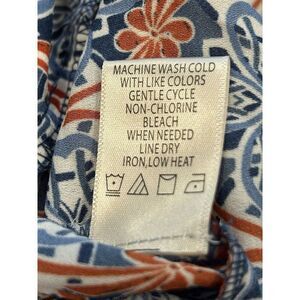 MACHINE WASH COLD
WITH LIKE COLORS
GENTLE CYCLE
NON-CHLORINE
BLEACH
WHEN NEEDED
LINE DRY
IRON,LOW HEAT